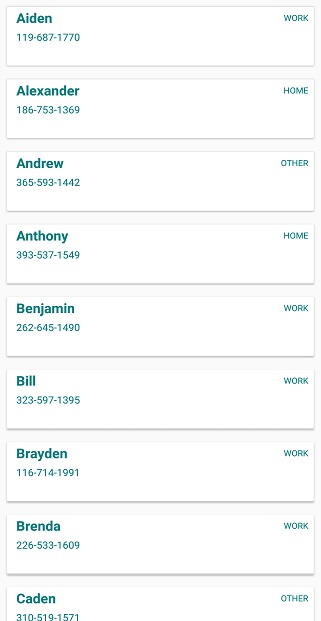 Aiden WORK
119-687-1770
Alexander HOME
186-753-1369
Andrew OTHER
365-593-1442
Anthony HOME
393-537-1549
Benjamin WORK
262-645-1490
Bill WORK
323-597-1395
Brayden WORK
116-714-1991
Brenda WORK
226-533-1609
Caden OTHER
310-519-1571